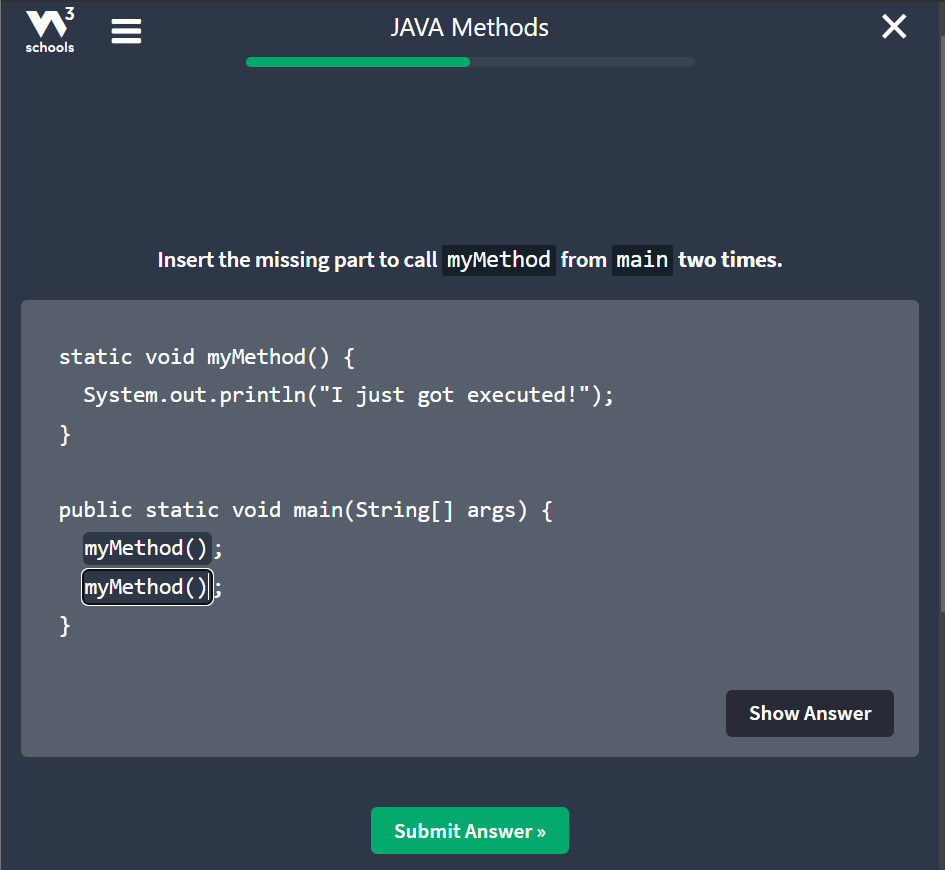 W3
schools
JAVA Methods
Insert the missing part to call myMethod from main two times.
static void myMethod() {
  System.out.println("I just got executed!");
}
public static void main(String[] args) {
  myMethod();
  myMethod();
}
Show Answer
Submit Answer »